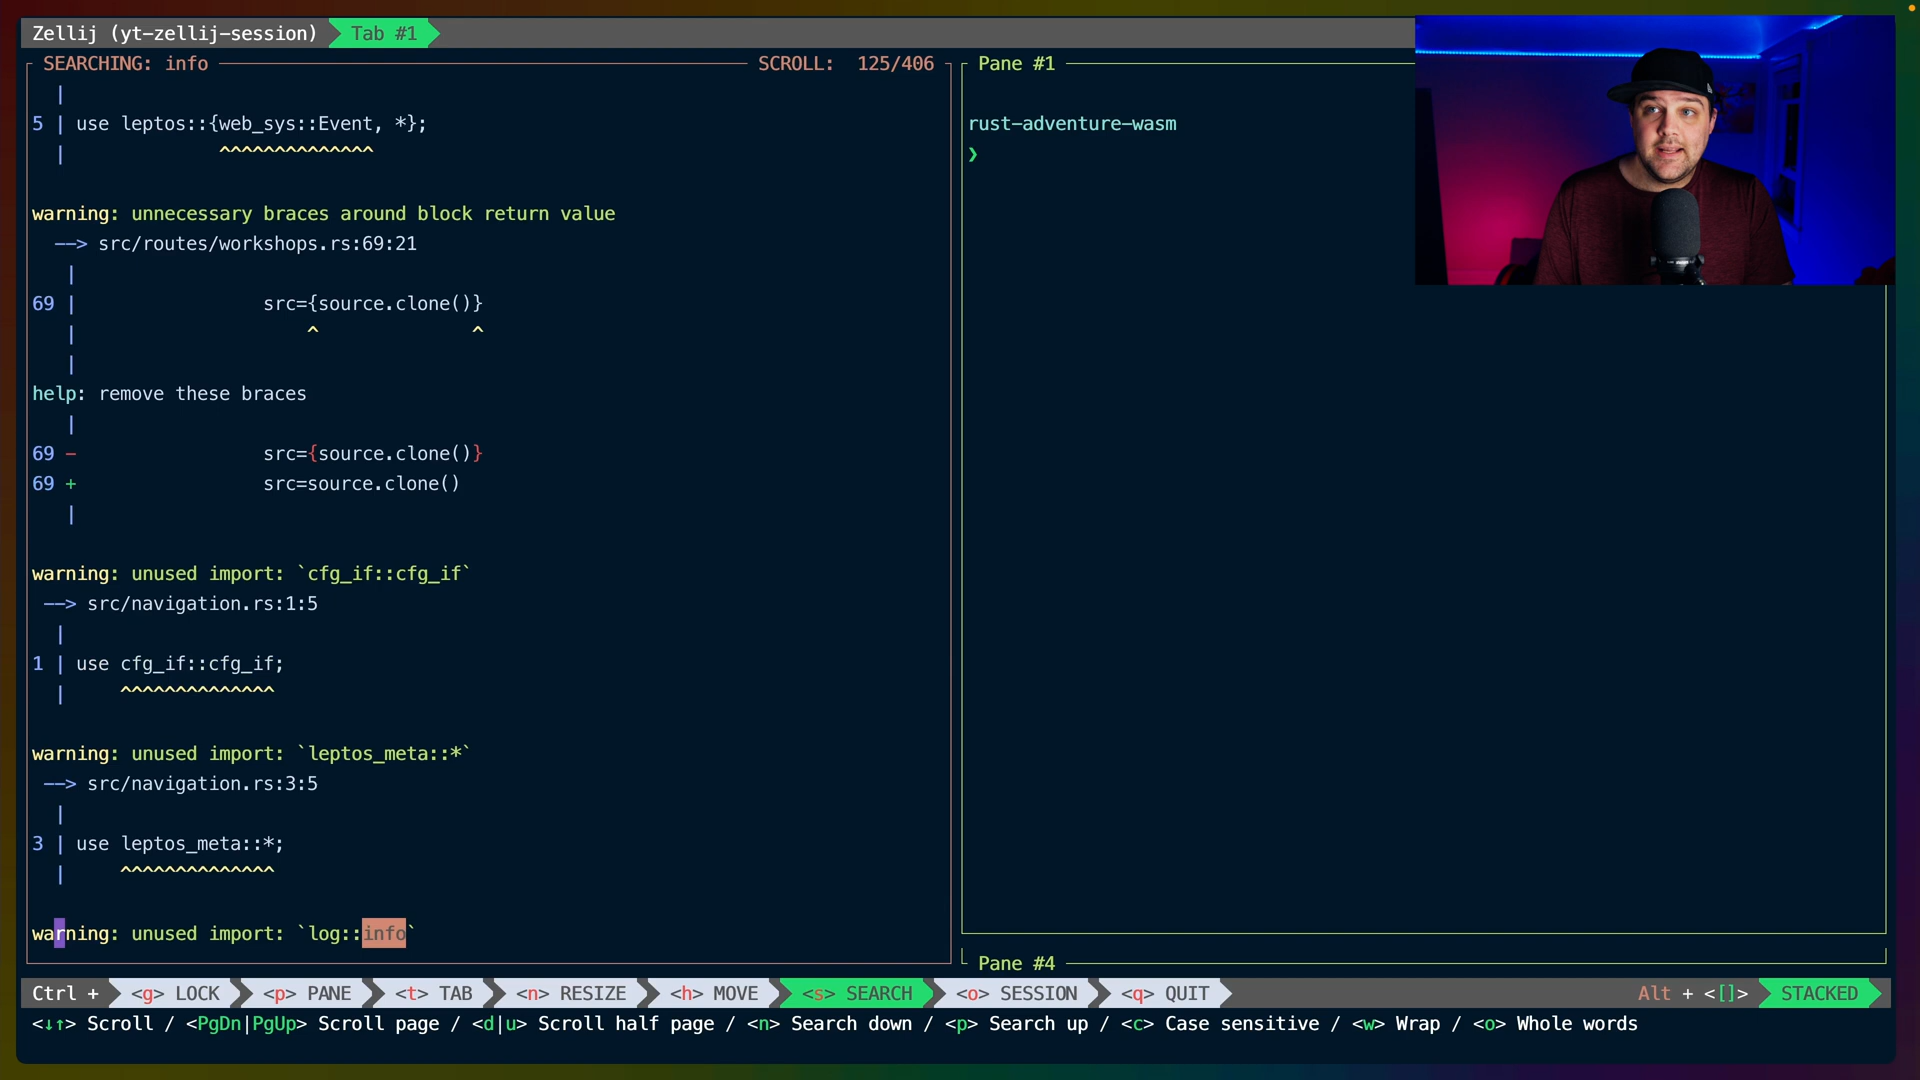 Zellij (yt-zellij-session) Tab #1
SEARCHING: info SCROLL: 125/406
|
5 | use leptos::{web_sys::Event, *};
| ^^^^^^^^^^^^^^
warning: unnecessary braces around block return value
--> src/routes/workshops.rs:69:21
|
69 | src={source.clone()}
| ^ ^
|
help: remove these braces
|
69 - src={source.clone()}
69 + src=source.clone()
|
warning: unused import: `cfg_if::cfg_if`
--> src/navigation.rs:1:5
|
1 | use cfg_if::cfg_if;
| ^^^^^^^^^^^^^^
warning: unused import: `leptos_meta::*`
--> src/navigation.rs:3:5
|
3 | use leptos_meta::*;
| ^^^^^^^^^^^^^^
warning: unused import: `log::info`
Pane #1
rust-adventure-wasm
❯
Pane #4
Ctrl + <g> LOCK <p> PANE <t> TAB <n> RESIZE <h> MOVE <s> SEARCH <o> SESSION <q> QUIT Alt + <[]> STACKED
<↓↑> Scroll / <PgDn|PgUp> Scroll page / <d|u> Scroll half page / <n> Search down / <p> Search up / <c> Case sensitive / <w> Wrap / <o> Whole words